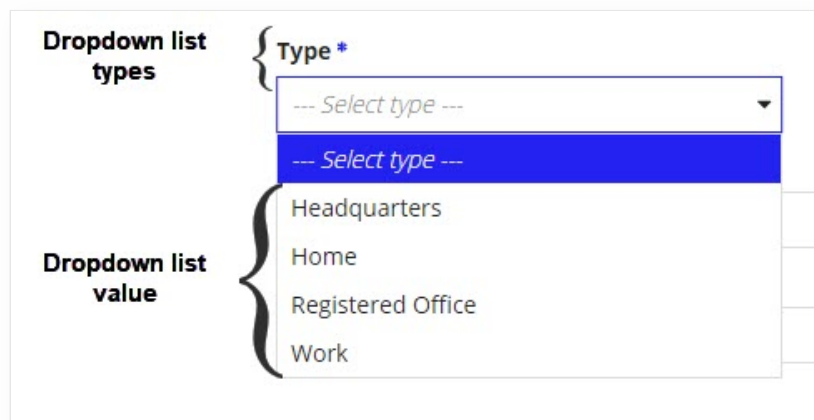 Dropdown list
types
Type *
--- Select type ---
--- Select type ---
Headquarters
Home
Registered Office
Work
Dropdown list
value